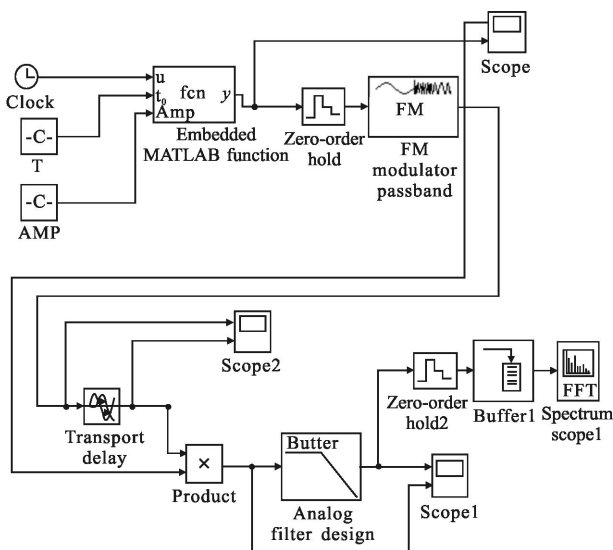 Scope
u
t0
Amp
fcn
y
Clock
Embedded
MATLAB function
Zero-order
hold
FM
FM
modulator
passband
-C-
T
-C-
AMP
Scope2
Transport
delay
Product
×
Butter
Analog
filter design
Zero-order
hold2
Buffer1
FFT
Spectrum
scope1
Scope1